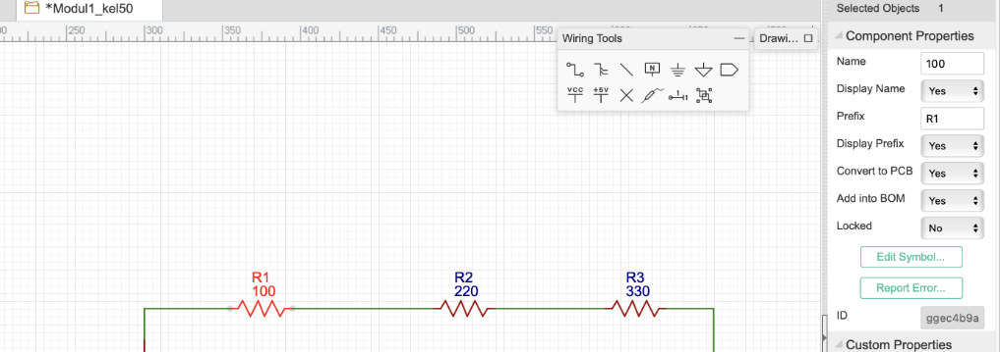 *Modul1_kel50
Selected Objects 1
250 300 350 400 450 500 550
Wiring Tools
Drawi...
N
VCC +5V
Component Properties
Name 100
Display Name Yes
Prefix R1
Display Prefix Yes
Convert to PCB Yes
Add into BOM Yes
Locked No
Edit Symbol...
Report Error...
ID ggec4b9a
Custom Properties
R1
100
R2
220
R3
330